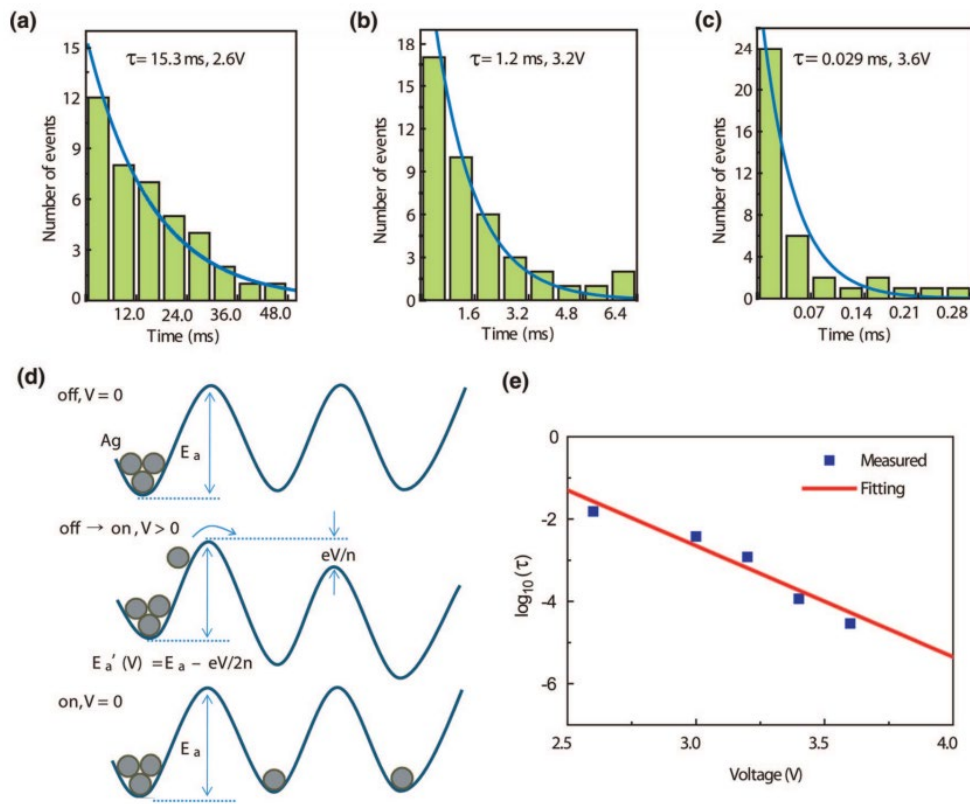 (a)
τ = 15.3 ms, 2.6V
Number of events
15
12
9
6
3
0
12.0 24.0 36.0 48.0
Time (ms)
(b)
τ = 1.2 ms, 3.2V
Number of events
18
15
12
9
6
3
0
1.6 3.2 4.8 6.4
Time (ms)
(c)
τ = 0.029 ms, 3.6V
Number of events
24
20
16
12
8
4
0
0.07 0.14 0.21 0.28
Time (ms)
(d)
off, V = 0
Ag
E a
off → on, V > 0
eV/n
E a' (V) = E a – eV/2n
on, V = 0
E a
(e)
Measured
Fitting
log10 (τ)
0
-2
-4
-6
2.5 3.0 3.5 4.0
Voltage (V)